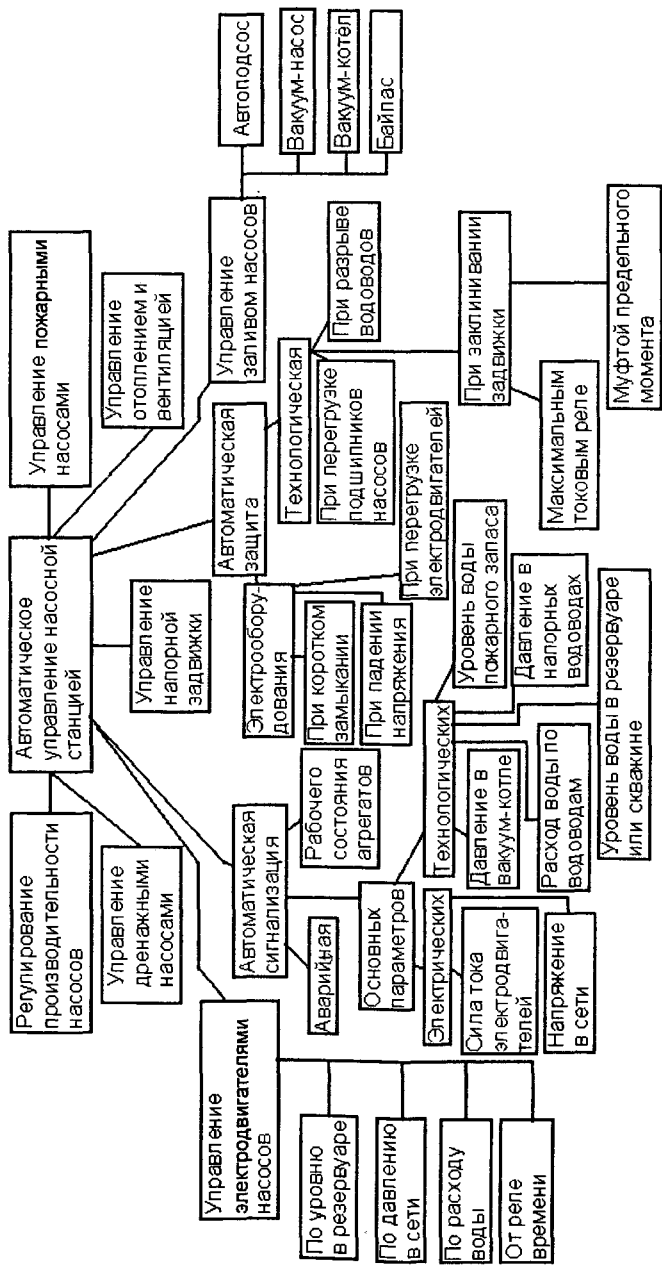 Автоматическое
управление насосной
станцией
Регулирование
производительности
насосов
Управление пожарными
насосами
Управление
дренажными
насосами
Управление
напорной
задвижки
Управление
отоплением и
вентиляцией
Управление
электродвигателями
насосов
По уровню
в резервуаре
По давлению
в сети
По расходу
воды
От реле
времени
Автоматическая
сигнализация
Аварийная
Рабочего
состояния
агрегатов
Основных
параметров
Электрических
Сила тока
электродвига-
телей
Напряжение
в сети
Технологических
Давление в
вакуум-котле
Расход воды по
водоводам
Уровень воды
пожарного запаса
Давление в
напорных
водоводах
Уровень воды в резервуаре
или скважине
Автоматическая
защита
Электрообору-
дования
При коротком
замыкании
При падении
напряжения
При перегрузке
электродвигателей
Технологическая
При перегрузке
подшипников
насосов
При разрыве
водоводов
При заклинивании
задвижки
Максимальным
токовым реле
Муфтой предельного
момента
Управление
заливом насосов
Автоподсос
Вакуум-насос
Вакуум-котёл
Байпас